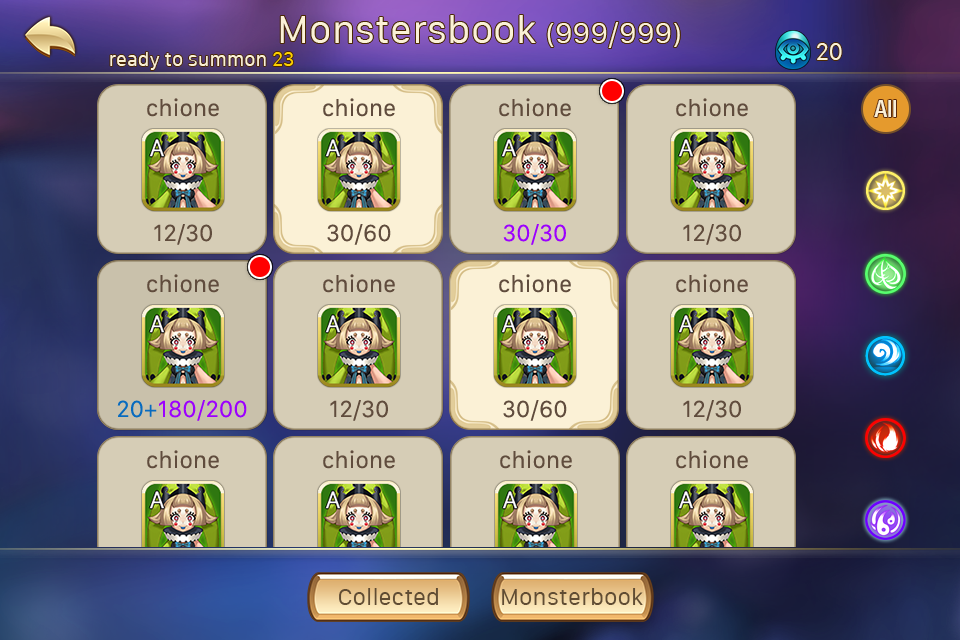 Monstersbook (999/999)
ready to summon 23
20
All
chione
chione
chione
chione
A
A
A
A
12/30
30/60
30/30
12/30
chione
chione
chione
chione
A
A
A
A
20+180/200
12/30
30/60
12/30
chione
chione
chione
chione
A
A
A
A
Collected
Monsterbook